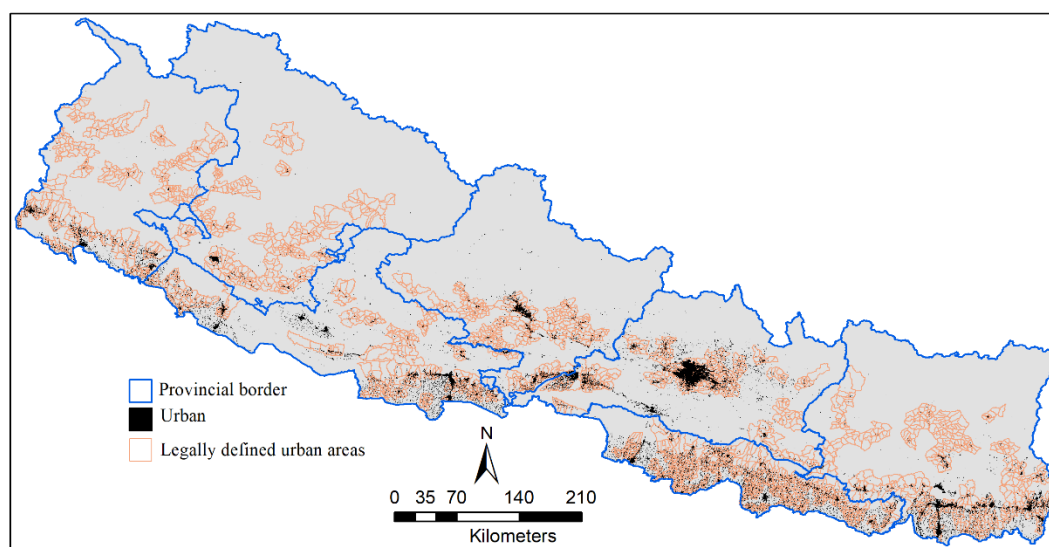 Provincial border
Urban
Legally defined urban areas
N
0 35 70 140 210
Kilometers